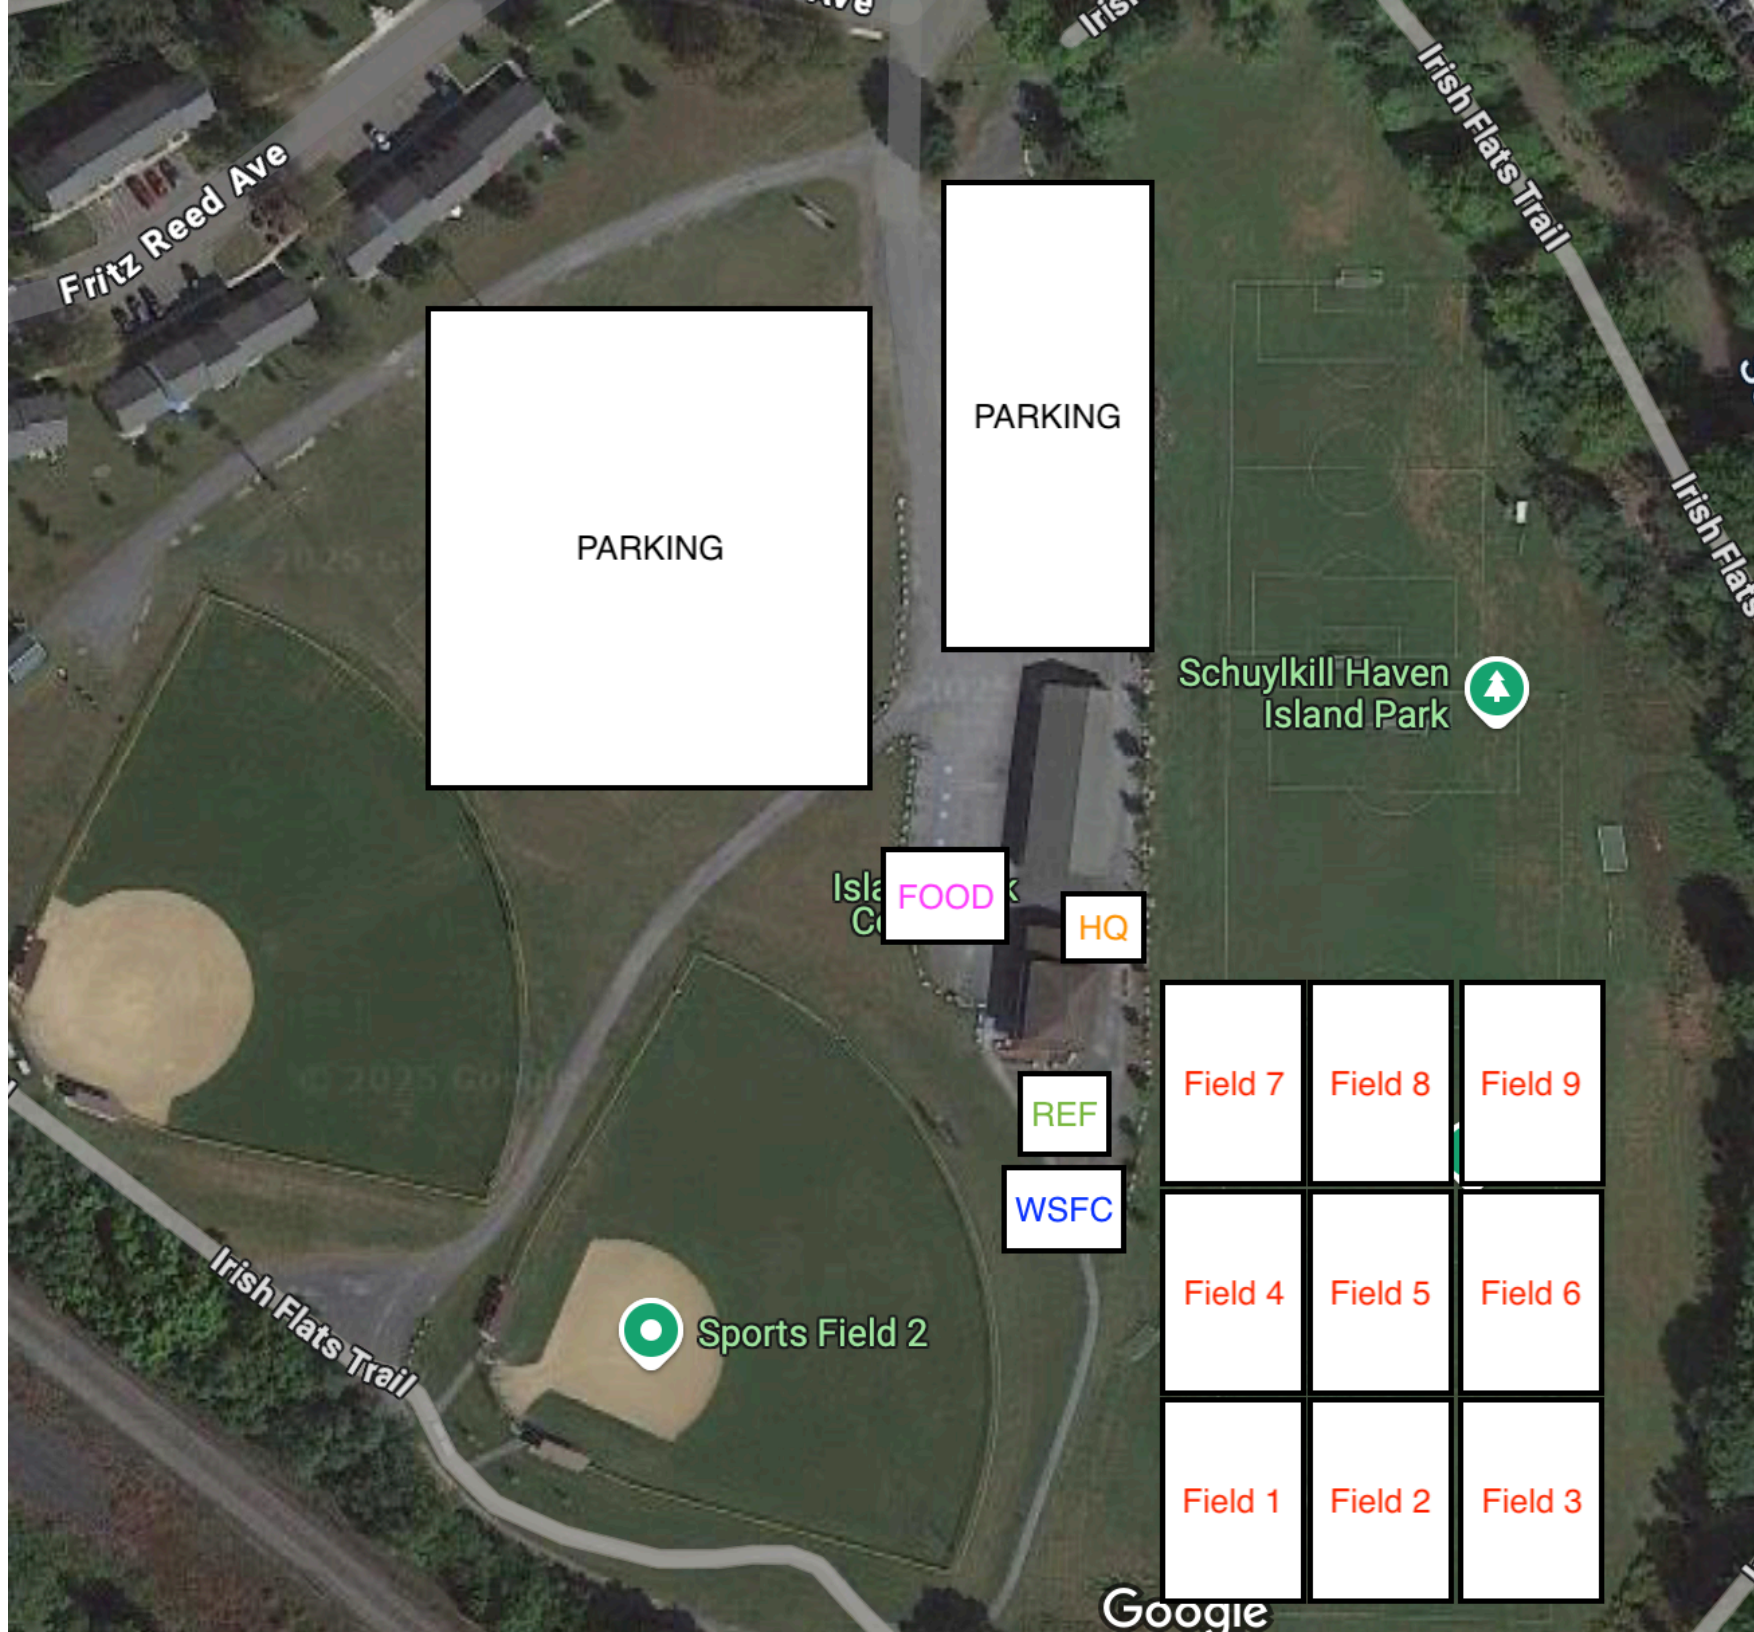 Ave
Irish
Irish Flats Trail
Fritz Reed Ave
PARKING
PARKING
Irish Flats
Schuylkill Haven
Island Park
FOOD
HQ
Field 7
Field 8
Field 9
REF
WSFC
Field 4
Field 5
Field 6
Irish Flats Trail
Sports Field 2
Field 1
Field 2
Field 3
Google